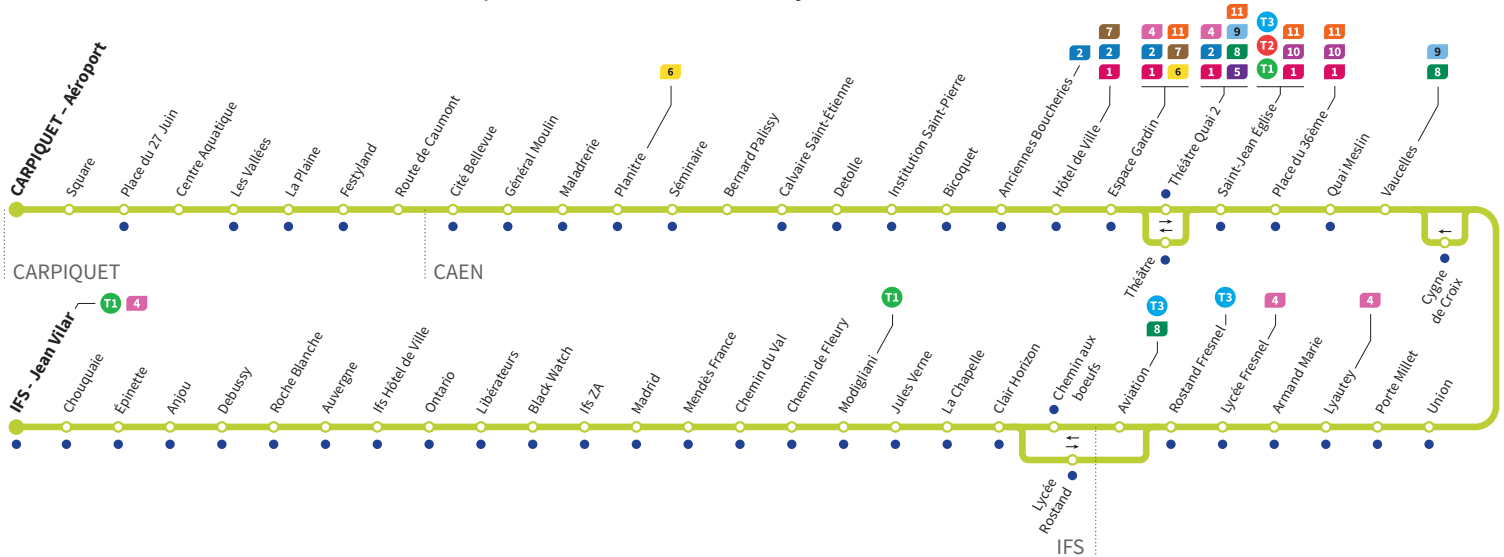 CARPIQUET – Aéroport
Square
Place du 27 Juin
Centre Aquatique
Les Vallées
La Plaine
Festyland
Route de Caumont
Cité Bellevue
Général Moulin
Maladrerie
Planitre
6
Séminaire
Bernard Palissy
Calvaire Saint-Étienne
Detolle
Institution Saint-Pierre
Bicoquet
Anciennes Boucheries
2
Hôtel de Ville
7
2
1
Espace Gardin
4 11
2 7
1 6
Théâtre Quai 2
11
4 9
2 8
1 5
Saint-Jean Église
T3
T2 11
10
T1 1
Place du 36ème
11
10
1
Quai Meslin
Vaucelles
9
8
Théâtre
Cygne
de Croix
CARPIQUET
CAEN
IFS - Jean Vilar
T1 4
Chouquaie
Épinette
Anjou
Debussy
Roche Blanche
Auvergne
Ifs Hôtel de Ville
Ontario
Libérateurs
Black Watch
Ifs ZA
Madrid
Mendès France
Chemin du Val
Chemin de Fleury
Modigliani
T1
Jules Verne
La Chapelle
Clair Horizon
Chemin aux
boeufs
Aviation
T3
8
Rostand Fresnel
T3
Lycée Fresnel
4
Armand Marie
Lyautey
4
Porte Millet
Union
Lycée
Rostand
IFS